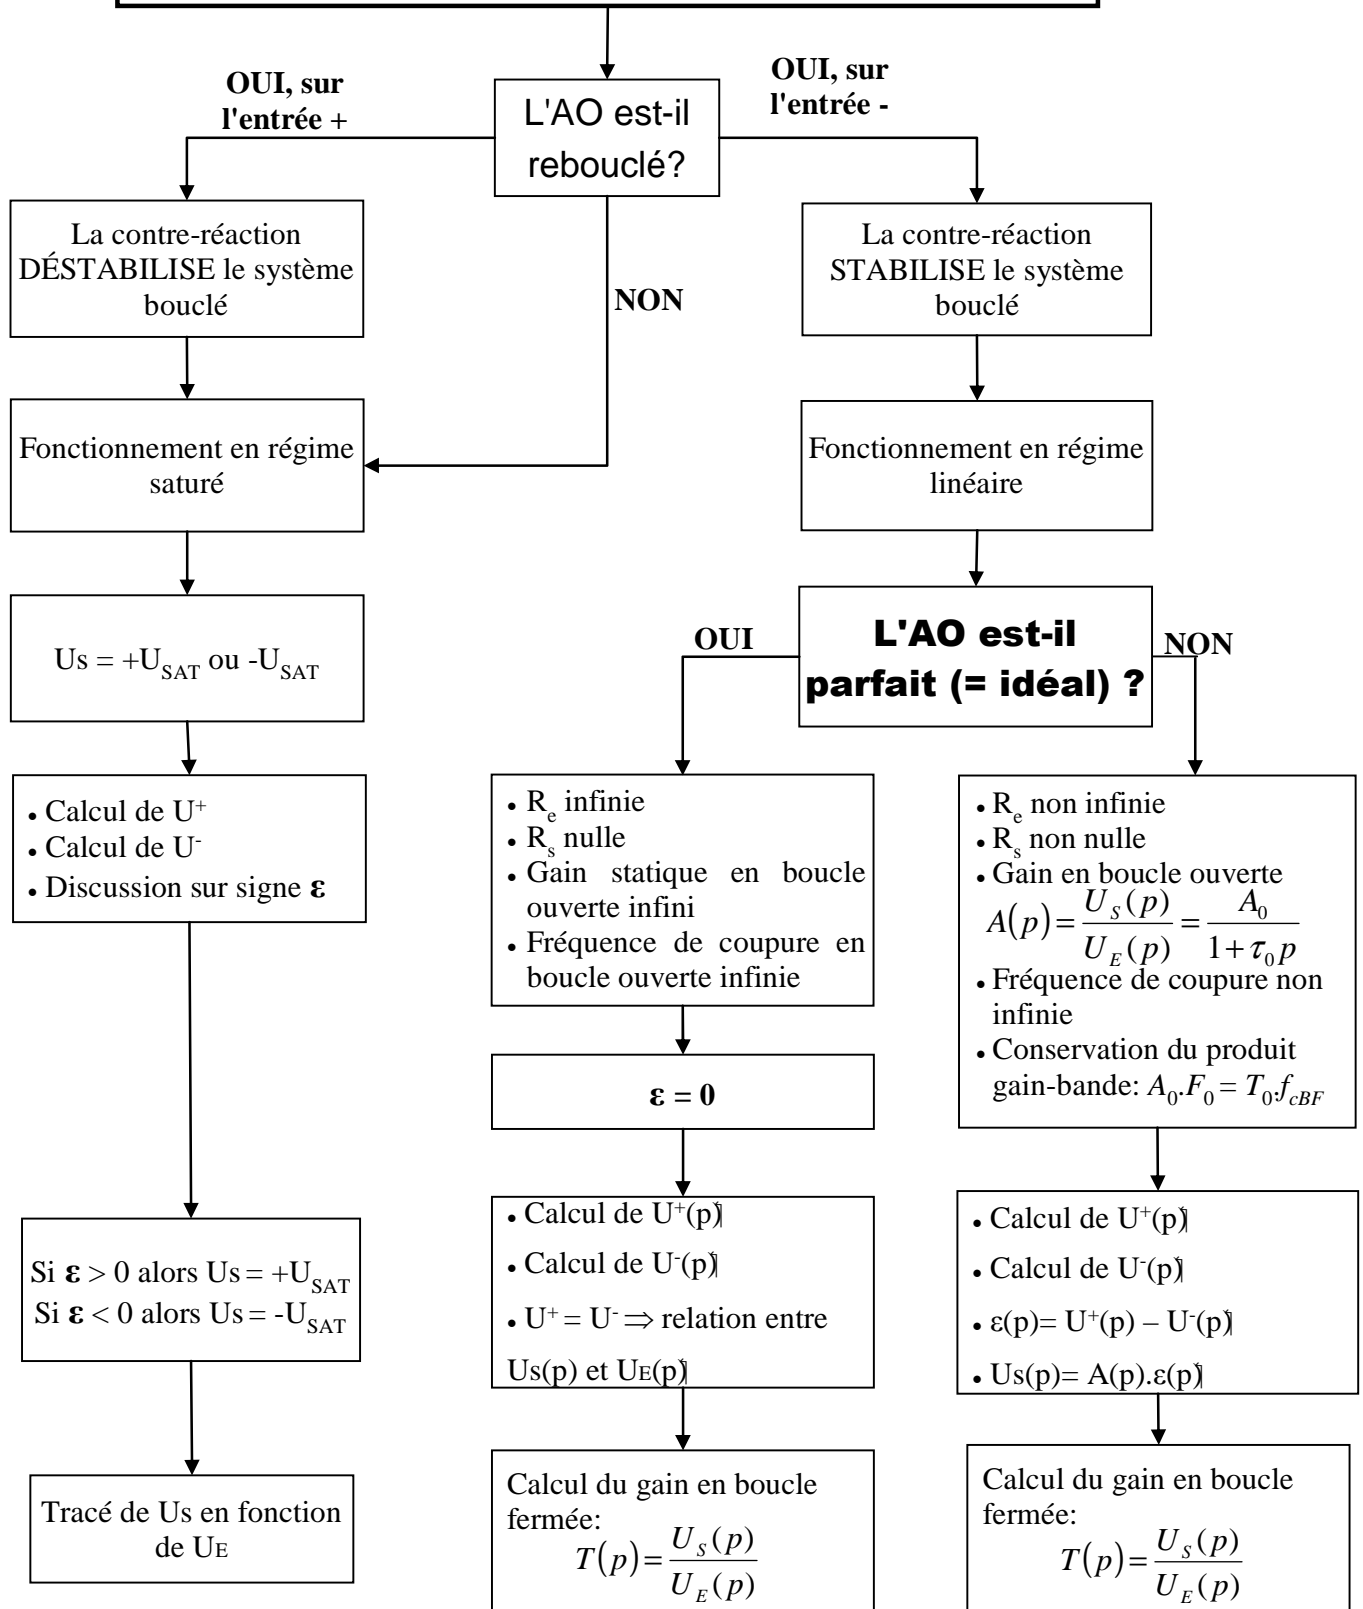 OUI, sur
l'entrée +
L'AO est-il
rebouclé?
OUI, sur
l'entrée -
La contre-réaction
DÉSTABILISE le système
bouclé
NON
La contre-réaction
STABILISE le système
bouclé
Fonctionnement en régime
saturé
Fonctionnement en régime
linéaire
Us = +U_SAT ou -U_SAT
OUI
L'AO est-il
parfait (= idéal) ?
NON
• Calcul de U⁺
• Calcul de U⁻
• Discussion sur signe ε
• R_e infinie
• R_s nulle
• Gain statique en boucle
ouverte infini
• Fréquence de coupure en
boucle ouverte infinie
• R_e non infinie
• R_s non nulle
• Gain en boucle ouverte
A(p) = U_S(p) / U_E(p) = A_0 / (1 + τ_0 p)
• Fréquence de coupure non
infinie
• Conservation du produit
gain-bande: A_0.F_0 = T_0.f_cBF
ε = 0
Si ε > 0 alors Us = +U_SAT
Si ε < 0 alors Us = -U_SAT
• Calcul de U⁺(p)
• Calcul de U⁻(p)
• U⁺ = U⁻ ⇒ relation entre
Us(p) et UE(p)
• Calcul de U⁺(p)
• Calcul de U⁻(p)
• ε(p)= U⁺(p) – U⁻(p)
• Us(p)= A(p).ε(p)
Tracé de Us en fonction
de UE
Calcul du gain en boucle
fermée:
T(p) = U_S(p) / U_E(p)
Calcul du gain en boucle
fermée:
T(p) = U_S(p) / U_E(p)